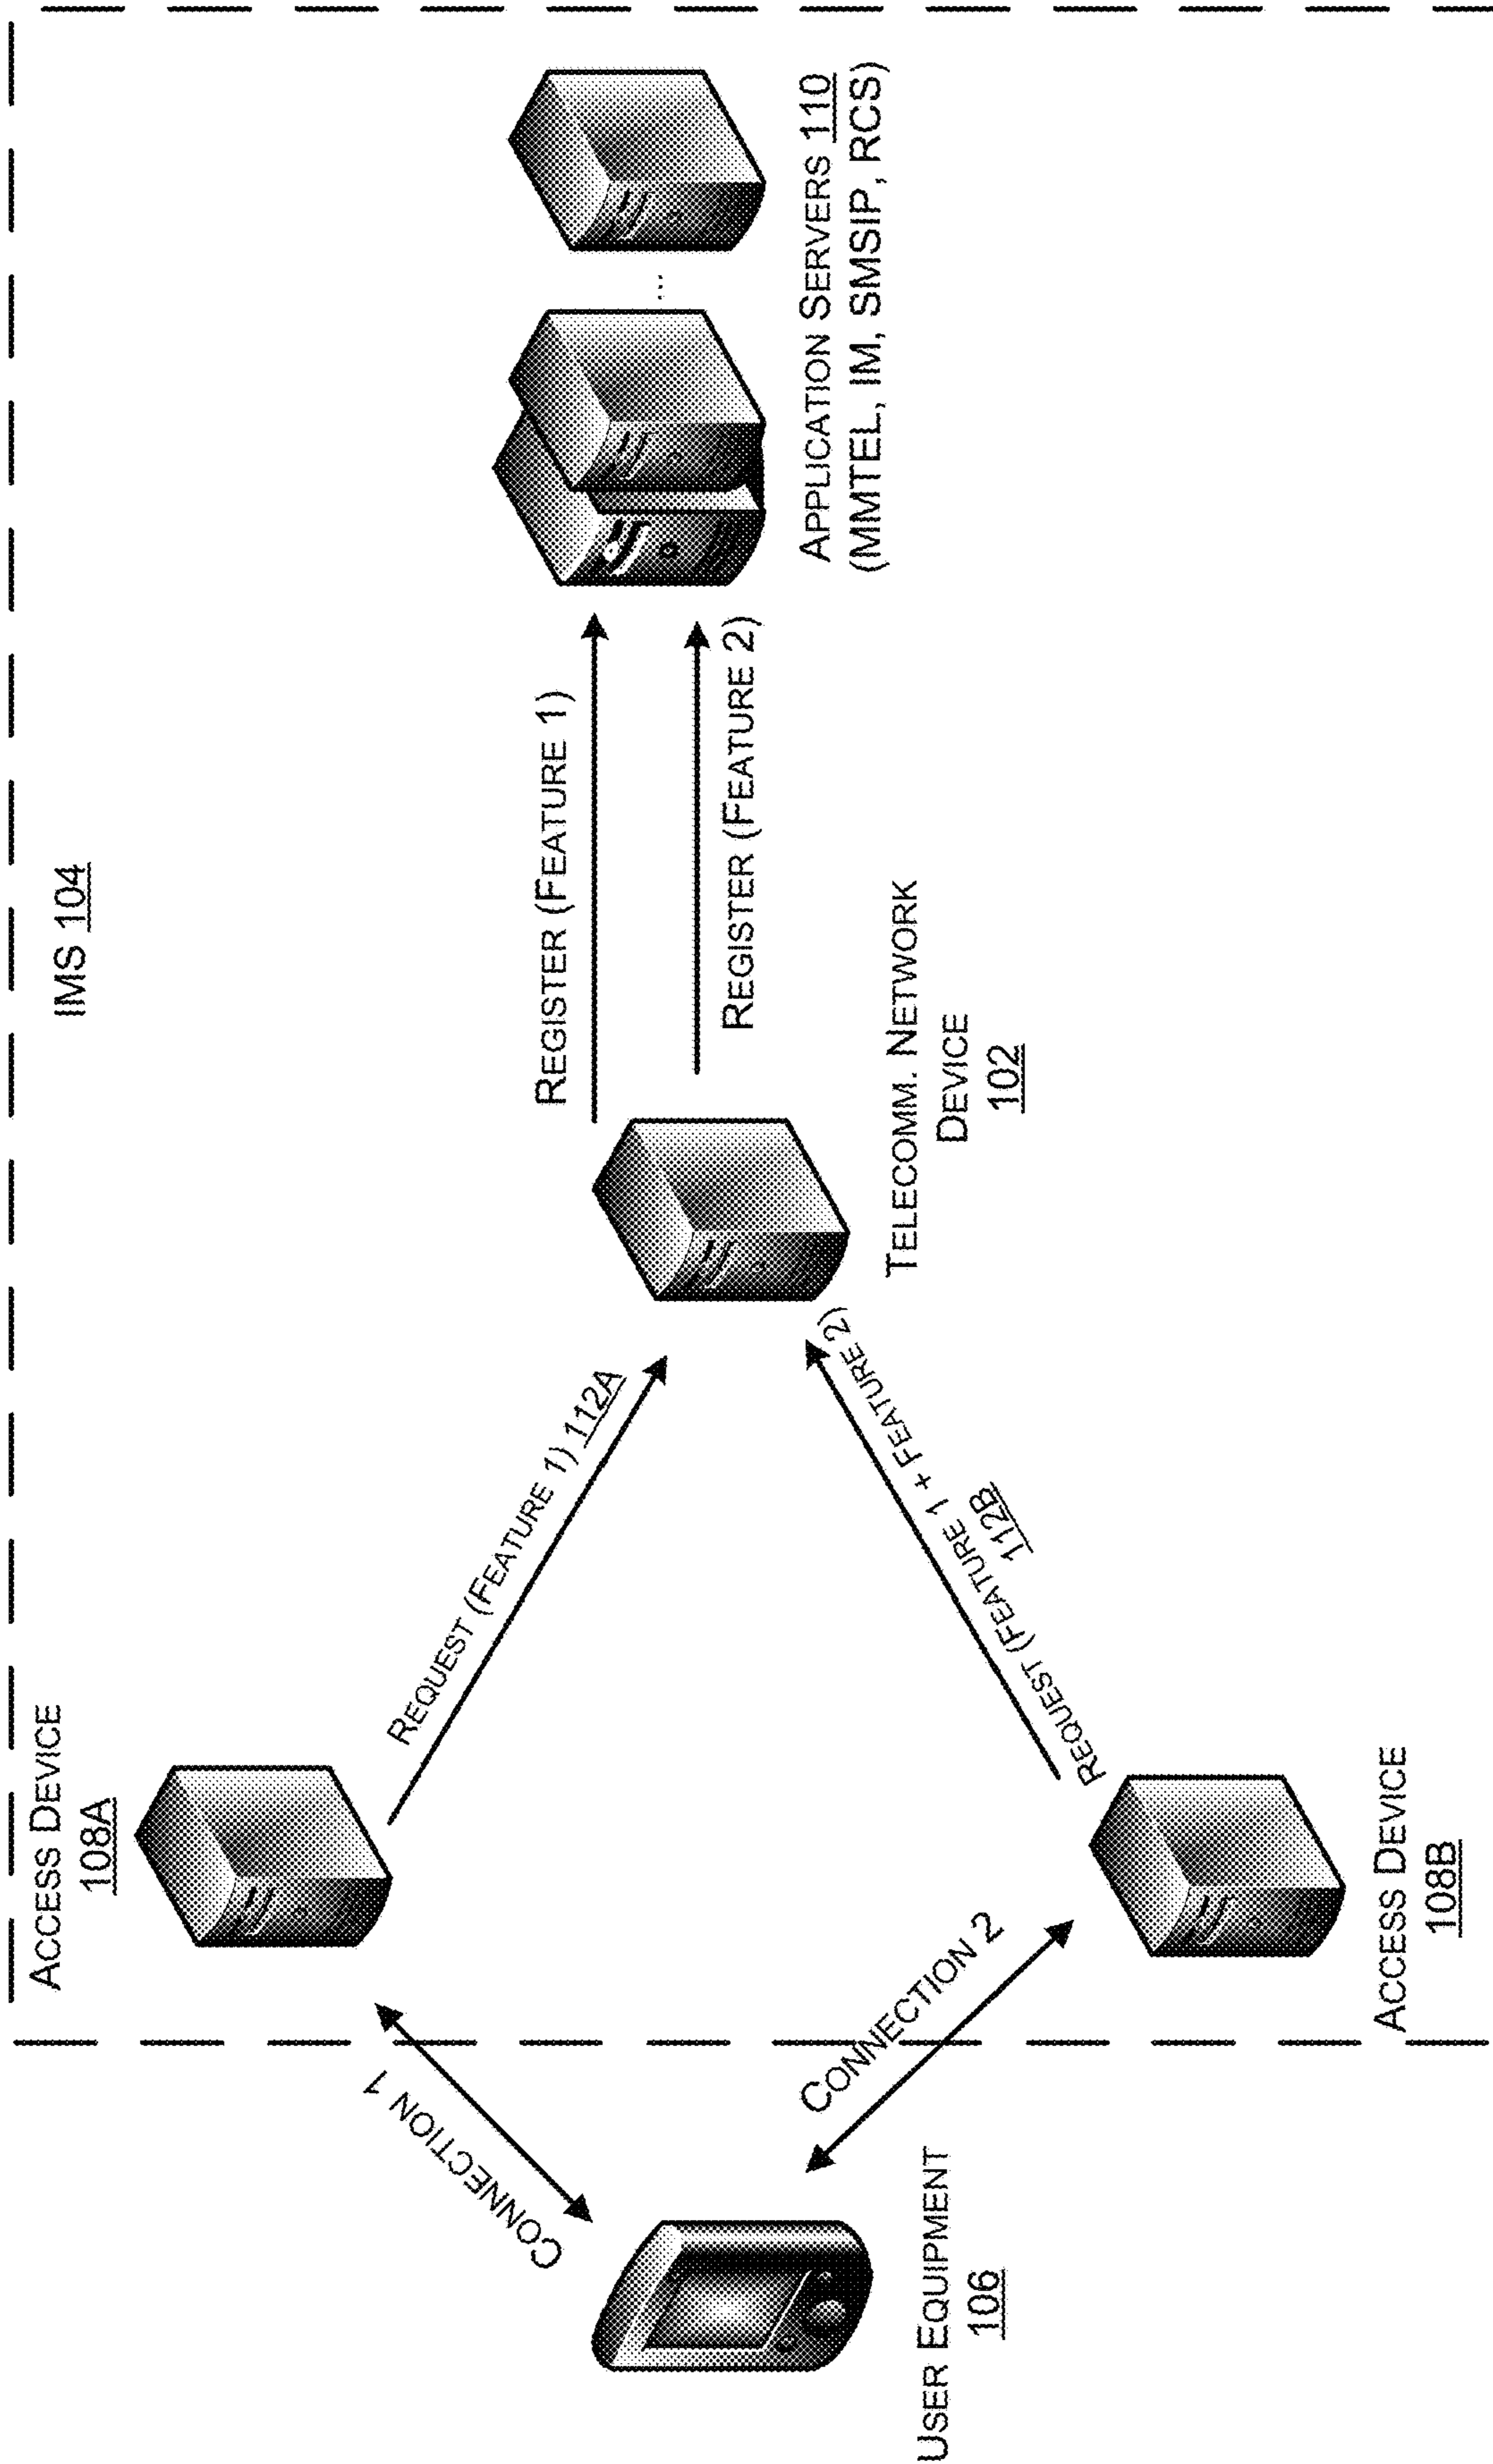 IMS 104
ACCESS DEVICE
108A
CONNECTION 1
REQUEST (FEATURE 1) 112A
REGISTER (FEATURE 1)
REGISTER (FEATURE 2)
APPLICATION SERVERS 110
(MMTEL, IM, SMSIP, RCS)
USER EQUIPMENT
106
CONNECTION 2
REQUEST (FEATURE 1 + FEATURE 2)
112B
TELECOMM. NETWORK
DEVICE
102
ACCESS DEVICE
108B